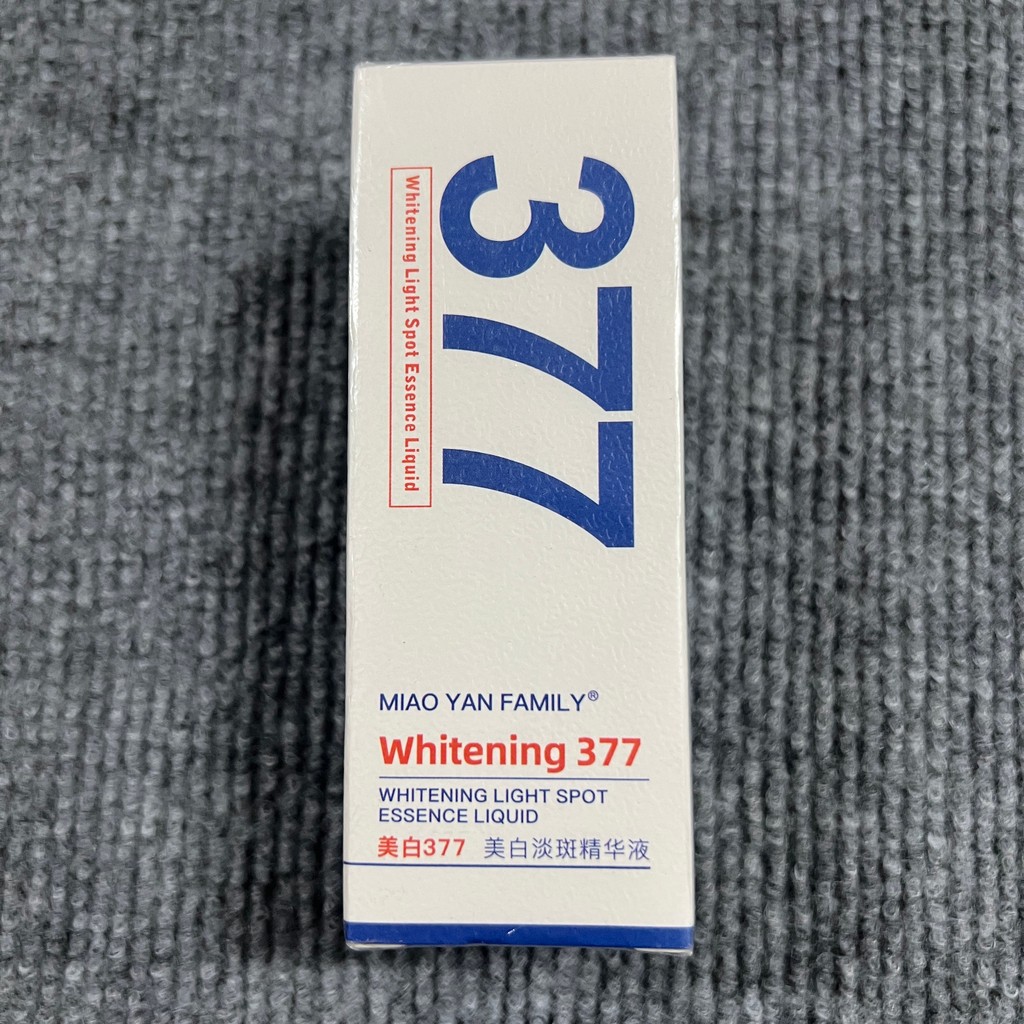 377
Whitening Light Spot Essence Liquid
MIAO YAN FAMILY®
Whitening 377
WHITENING LIGHT SPOT
ESSENCE LIQUID
美白377 美白淡斑精华液